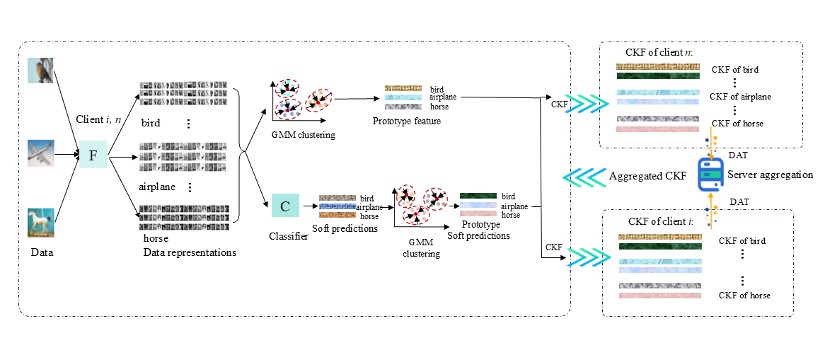 Data
Client i, n
F
bird
airplane
horse
Data representations
GMM clustering
bird
airplane
horse
Prototype feature
C
Classifier
bird
airplane
horse
Soft predictions
GMM
clustering
bird
airplane
horse
Prototype
Soft predictions
CKF
CKF
CKF of client n:
CKF of bird
CKF of airplane
CKF of horse
DAT
Aggregated CKF
Server aggregation
DAT
CKF of client i:
CKF of bird
CKF of horse